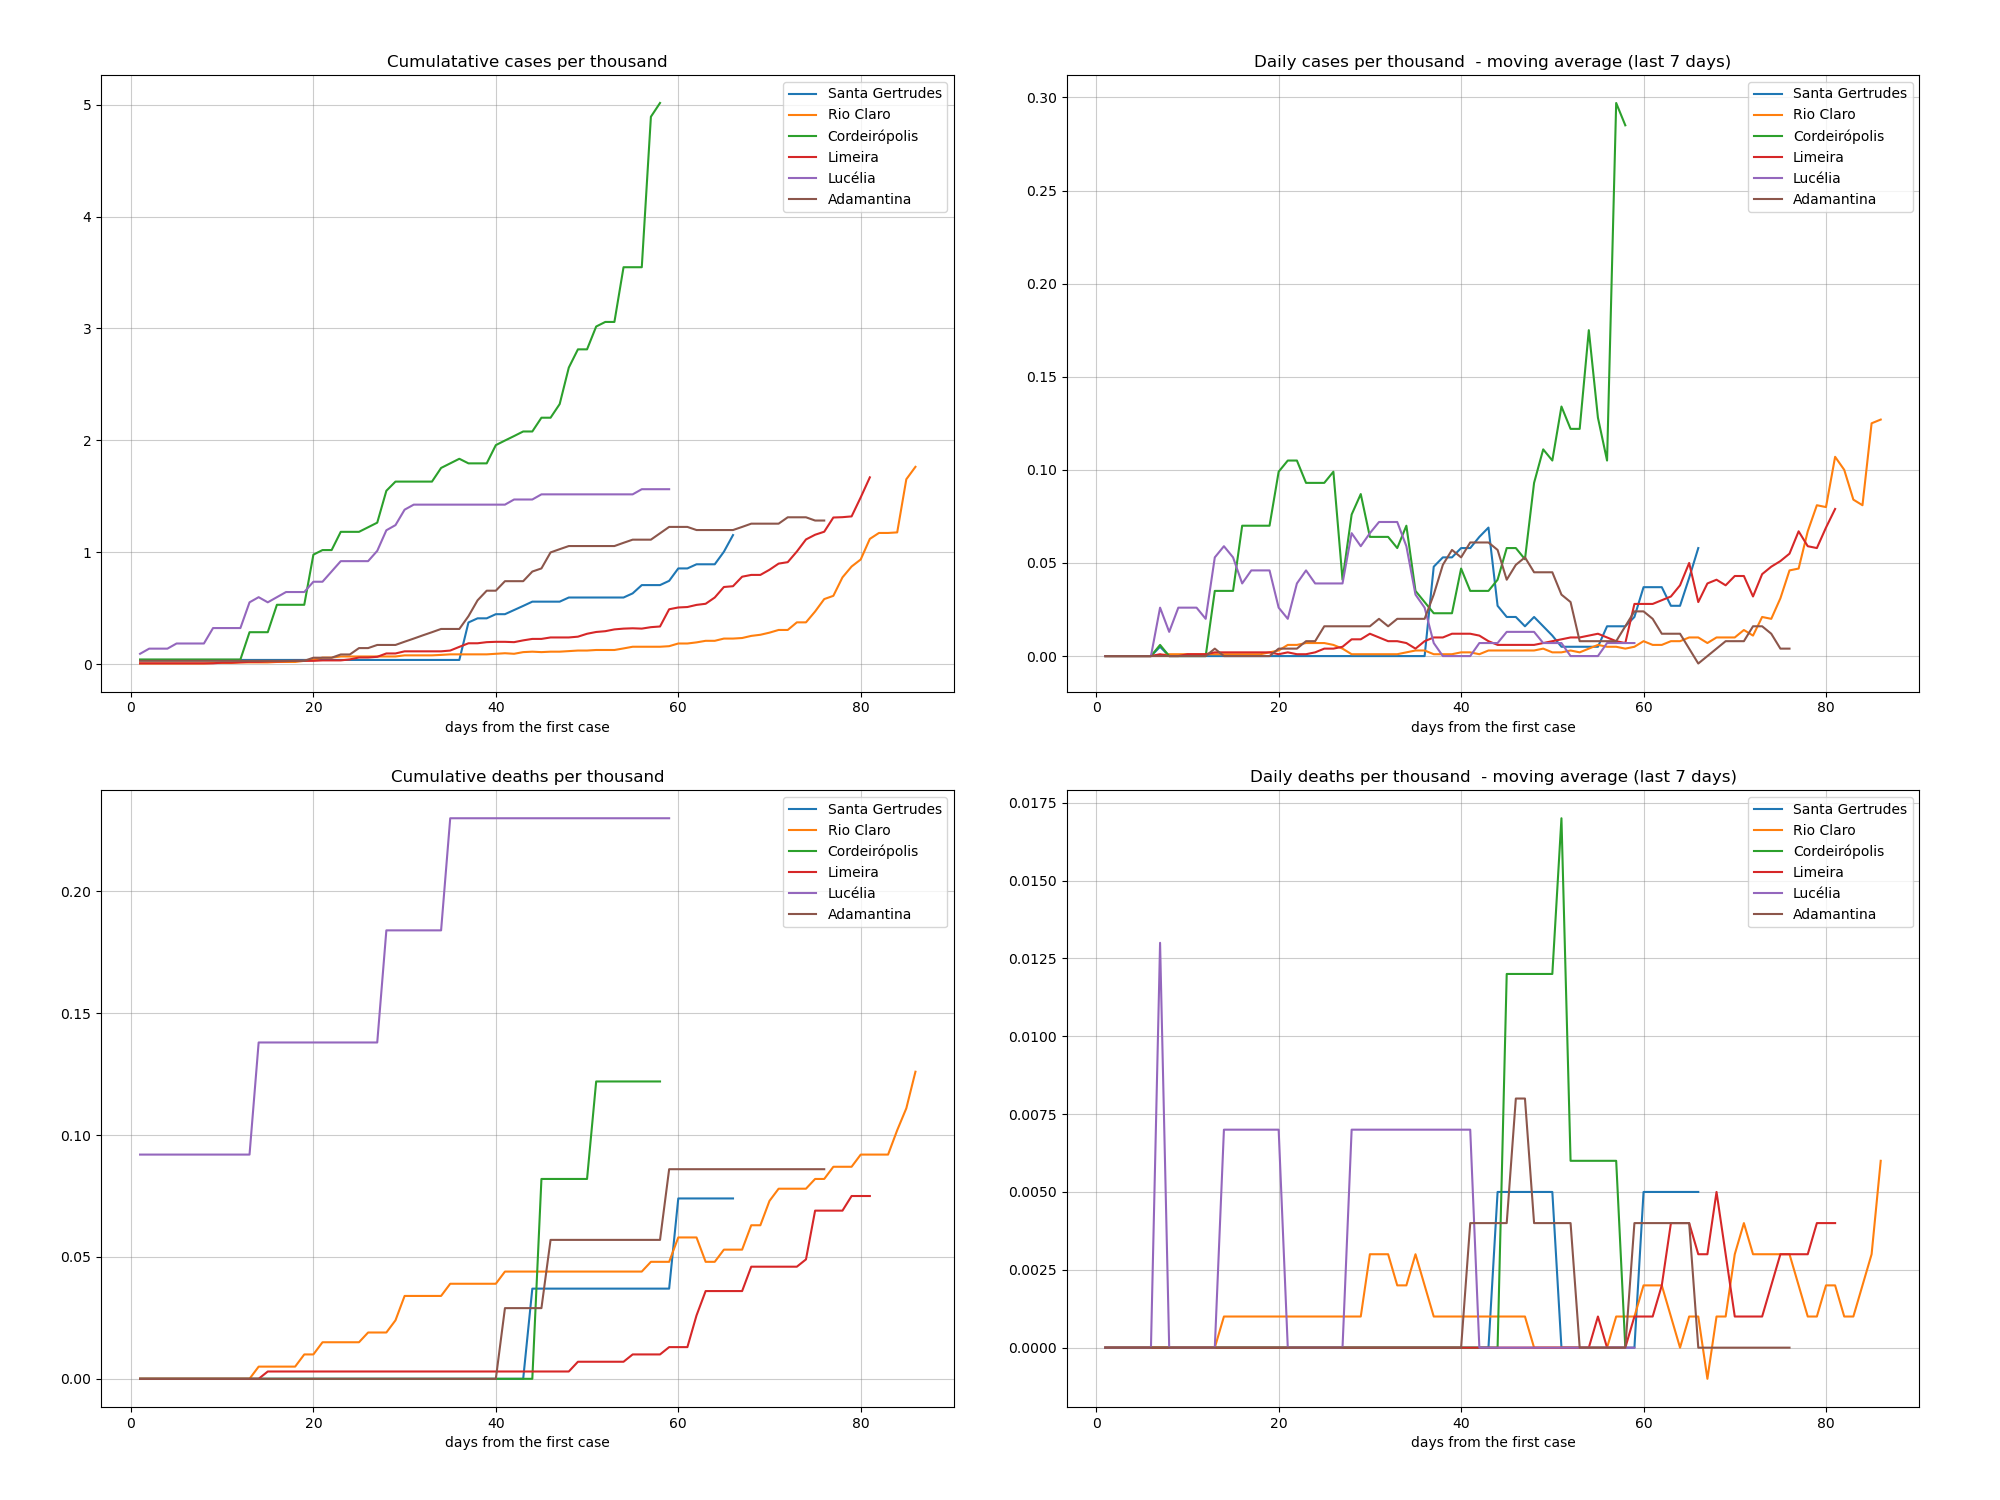 Cumulatative cases per thousand
5
4
3
2
1
0
0 20 40 60 80
days from the first case
Santa Gertrudes
Rio Claro
Cordeirópolis
Limeira
Lucélia
Adamantina
Daily cases per thousand - moving average (last 7 days)
0.30
0.25
0.20
0.15
0.10
0.05
0.00
0 20 40 60 80
days from the first case
Santa Gertrudes
Rio Claro
Cordeirópolis
Limeira
Lucélia
Adamantina
Cumulative deaths per thousand
0.20
0.15
0.10
0.05
0.00
0 20 40 60 80
days from the first case
Santa Gertrudes
Rio Claro
Cordeirópolis
Limeira
Lucélia
Adamantina
Daily deaths per thousand - moving average (last 7 days)
0.0175
0.0150
0.0125
0.0100
0.0075
0.0050
0.0025
0.0000
0 20 40 60 80
days from the first case
Santa Gertrudes
Rio Claro
Cordeirópolis
Limeira
Lucélia
Adamantina